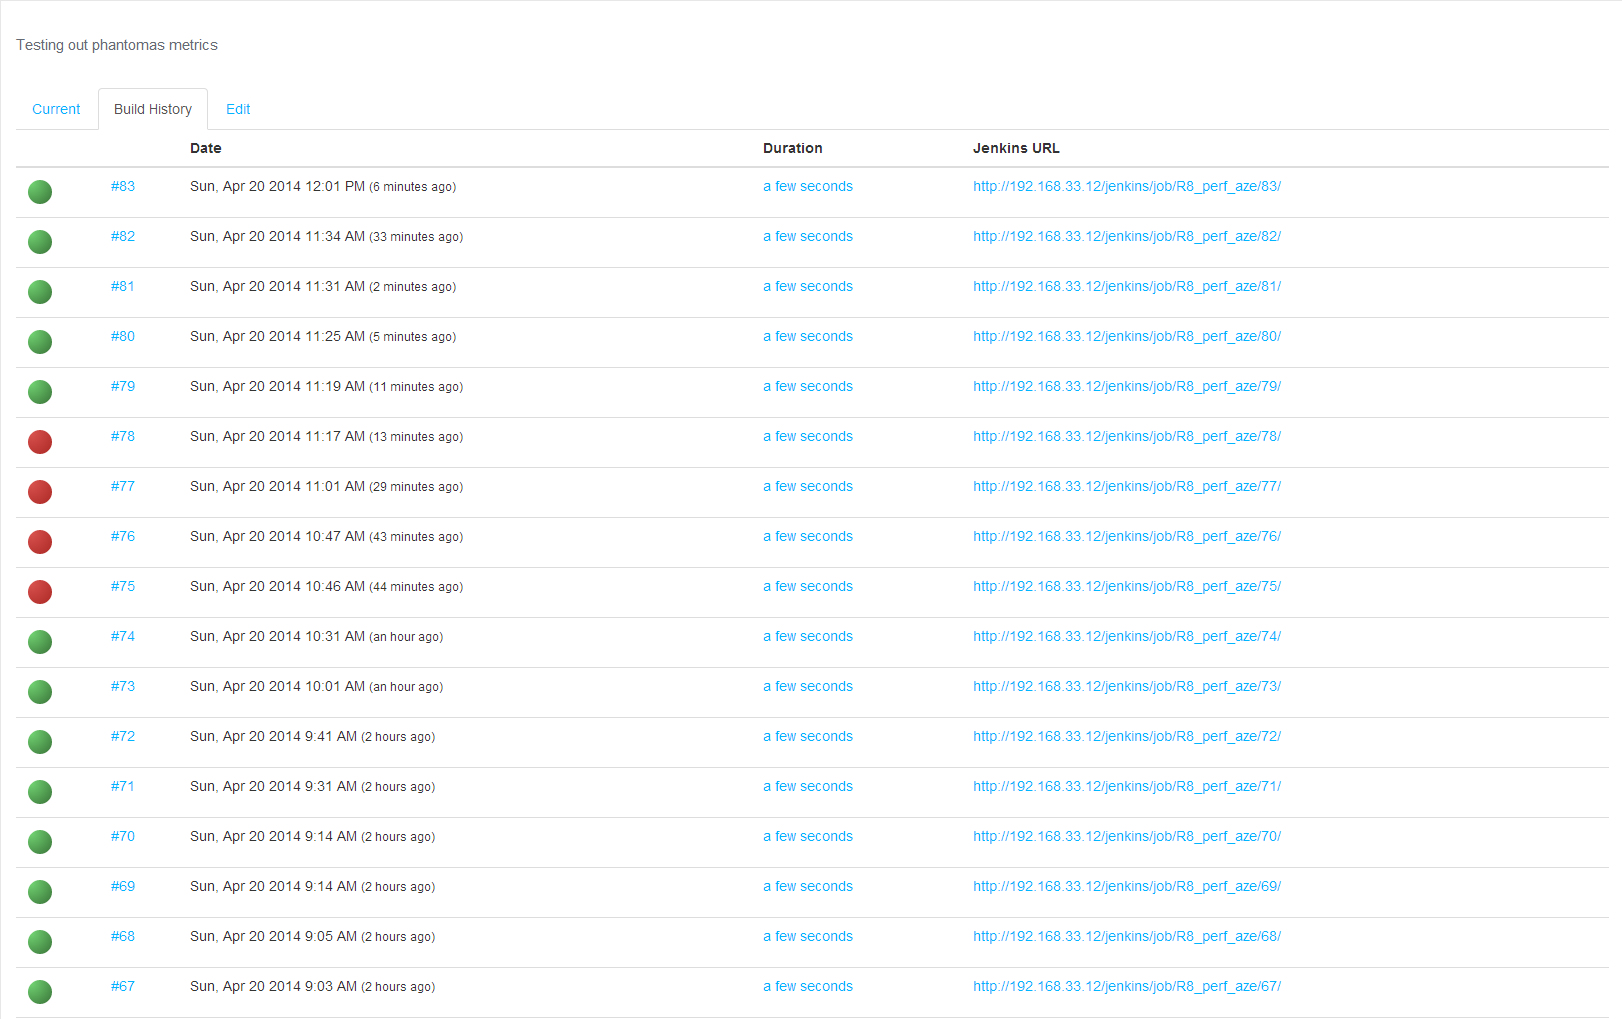 Testing out phantomas metrics
Current Build History Edit
Date Duration Jenkins URL
#83 Sun, Apr 20 2014 12:01 PM (6 minutes ago) a few seconds http://192.168.33.12/jenkins/job/R8_perf_aze/83/
#82 Sun, Apr 20 2014 11:34 AM (33 minutes ago) a few seconds http://192.168.33.12/jenkins/job/R8_perf_aze/82/
#81 Sun, Apr 20 2014 11:31 AM (2 minutes ago) a few seconds http://192.168.33.12/jenkins/job/R8_perf_aze/81/
#80 Sun, Apr 20 2014 11:25 AM (5 minutes ago) a few seconds http://192.168.33.12/jenkins/job/R8_perf_aze/80/
#79 Sun, Apr 20 2014 11:19 AM (11 minutes ago) a few seconds http://192.168.33.12/jenkins/job/R8_perf_aze/79/
#78 Sun, Apr 20 2014 11:17 AM (13 minutes ago) a few seconds http://192.168.33.12/jenkins/job/R8_perf_aze/78/
#77 Sun, Apr 20 2014 11:01 AM (29 minutes ago) a few seconds http://192.168.33.12/jenkins/job/R8_perf_aze/77/
#76 Sun, Apr 20 2014 10:47 AM (43 minutes ago) a few seconds http://192.168.33.12/jenkins/job/R8_perf_aze/76/
#75 Sun, Apr 20 2014 10:46 AM (44 minutes ago) a few seconds http://192.168.33.12/jenkins/job/R8_perf_aze/75/
#74 Sun, Apr 20 2014 10:31 AM (an hour ago) a few seconds http://192.168.33.12/jenkins/job/R8_perf_aze/74/
#73 Sun, Apr 20 2014 10:01 AM (an hour ago) a few seconds http://192.168.33.12/jenkins/job/R8_perf_aze/73/
#72 Sun, Apr 20 2014 9:41 AM (2 hours ago) a few seconds http://192.168.33.12/jenkins/job/R8_perf_aze/72/
#71 Sun, Apr 20 2014 9:31 AM (2 hours ago) a few seconds http://192.168.33.12/jenkins/job/R8_perf_aze/71/
#70 Sun, Apr 20 2014 9:14 AM (2 hours ago) a few seconds http://192.168.33.12/jenkins/job/R8_perf_aze/70/
#69 Sun, Apr 20 2014 9:14 AM (2 hours ago) a few seconds http://192.168.33.12/jenkins/job/R8_perf_aze/69/
#68 Sun, Apr 20 2014 9:05 AM (2 hours ago) a few seconds http://192.168.33.12/jenkins/job/R8_perf_aze/68/
#67 Sun, Apr 20 2014 9:03 AM (2 hours ago) a few seconds http://192.168.33.12/jenkins/job/R8_perf_aze/67/